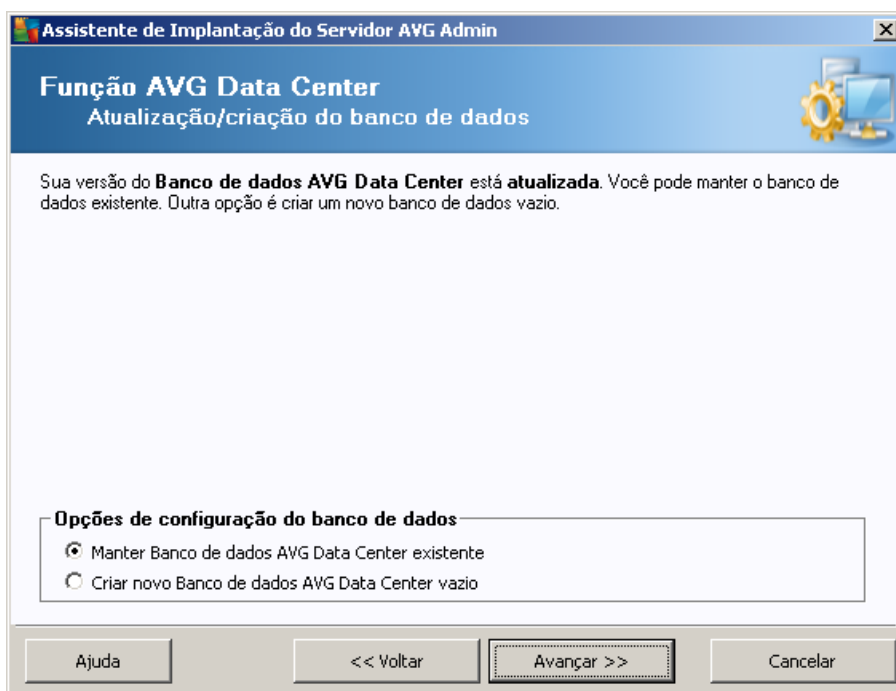 Assistente de Implantação do Servidor AVG Admin
Função AVG Data Center
Atualização/criação do banco de dados
Sua versão do Banco de dados AVG Data Center está atualizada. Você pode manter o banco de
dados existente. Outra opção é criar um novo banco de dados vazio.
Opções de configuração do banco de dados
Manter Banco de dados AVG Data Center existente
Criar novo Banco de dados AVG Data Center vazio
Ajuda
<< Voltar
Avançar >>
Cancelar